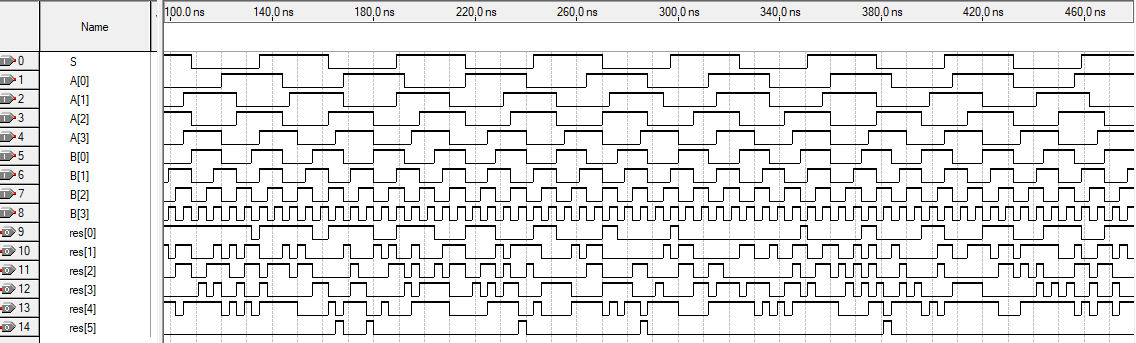 Name
100.0 ns 140.0 ns 180.0 ns 220.0 ns 260.0 ns 300.0 ns 340.0 ns 380.0 ns 420.0 ns 460.0 ns
0 S
1 A[0]
2 A[1]
3 A[2]
4 A[3]
5 B[0]
6 B[1]
7 B[2]
8 B[3]
9 res[0]
10 res[1]
11 res[2]
12 res[3]
13 res[4]
14 res[5]